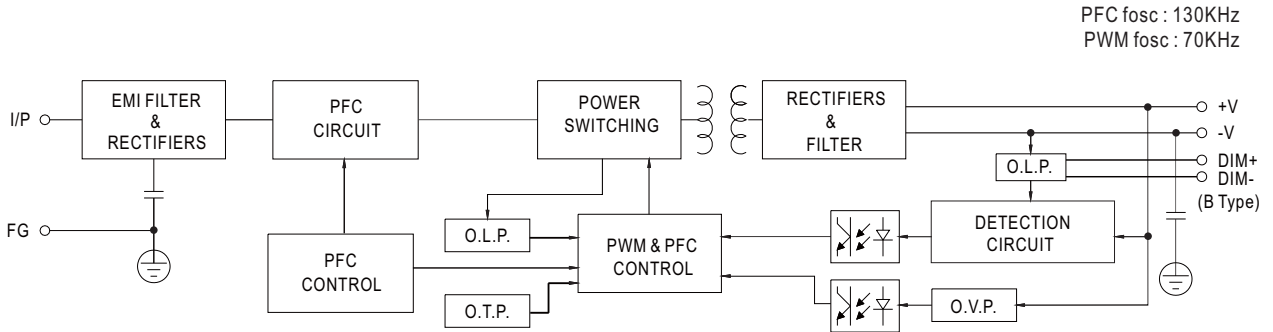 PFC fosc : 130KHz
PWM fosc : 70KHz
I/P
EMI FILTER
&
RECTIFIERS
PFC
CIRCUIT
POWER
SWITCHING
RECTIFIERS
&
FILTER
+V
-V
O.L.P.
DIM+
DIM-
(B Type)
FG
PFC
CONTROL
O.L.P.
O.T.P.
PWM & PFC
CONTROL
DETECTION
CIRCUIT
O.V.P.